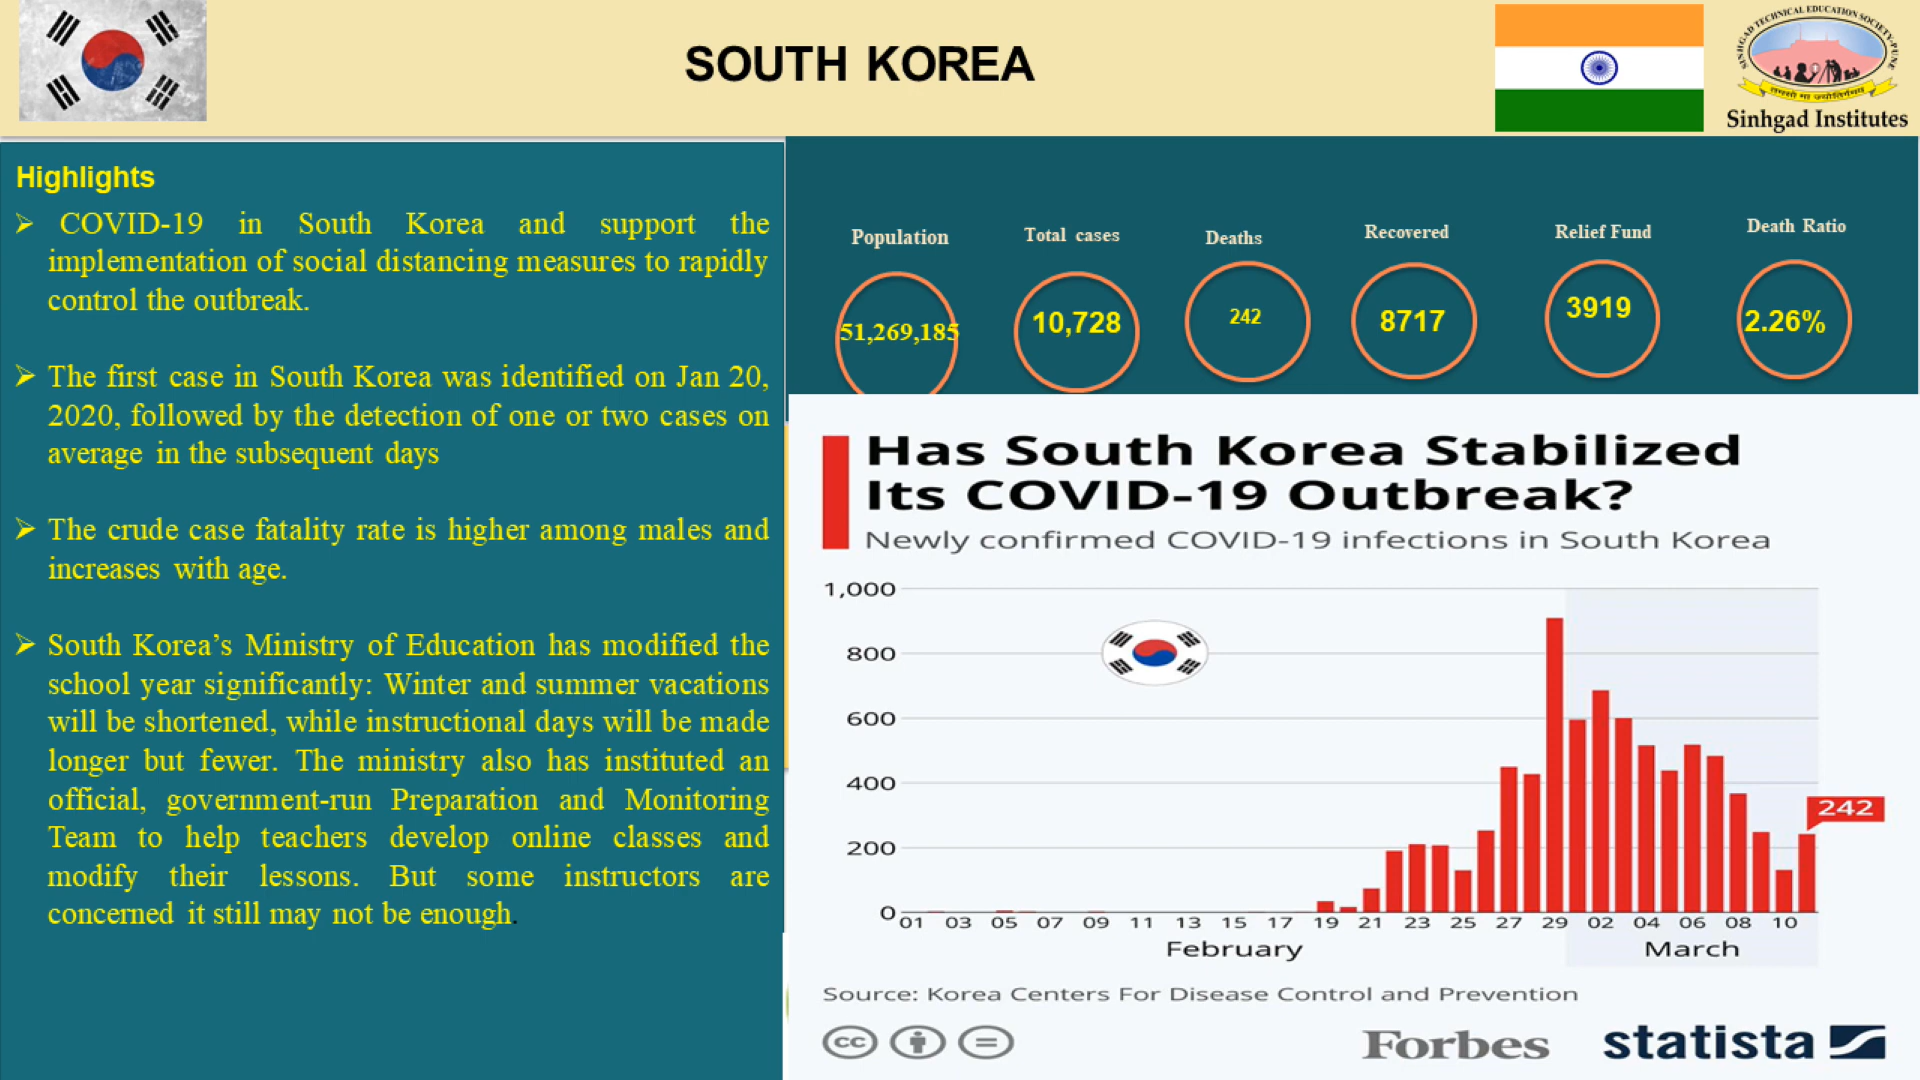 SOUTH KOREA
SINHGAD TECHNICAL EDUCATION SOCIETY-PUNE
तमसो मा ज्योतिर्गमय
Sinhgad Institutes
Highlights
➢ COVID-19 in South Korea and support the
implementation of social distancing measures to rapidly
control the outbreak.
➢ The first case in South Korea was identified on Jan 20,
2020, followed by the detection of one or two cases on
average in the subsequent days
➢ The crude case fatality rate is higher among males and
increases with age.
➢ South Korea’s Ministry of Education has modified the
school year significantly: Winter and summer vacations
will be shortened, while instructional days will be made
longer but fewer. The ministry also has instituted an
official, government-run Preparation and Monitoring
Team to help teachers develop online classes and
modify their lessons. But some instructors are
concerned it still may not be enough.
Population Total cases Deaths Recovered Relief Fund Death Ratio
51,269,185 10,728 242 8717 3919 2.26%
Has South Korea Stabilized
Its COVID-19 Outbreak?
Newly confirmed COVID-19 infections in South Korea
1,000
800
600
400
242
200
0
01 03 05 07 09 11 13 15 17 19 21 23 25 27 29 02 04 06 08 10
February March
Source: Korea Centers For Disease Control and Prevention
cc = Forbes statista